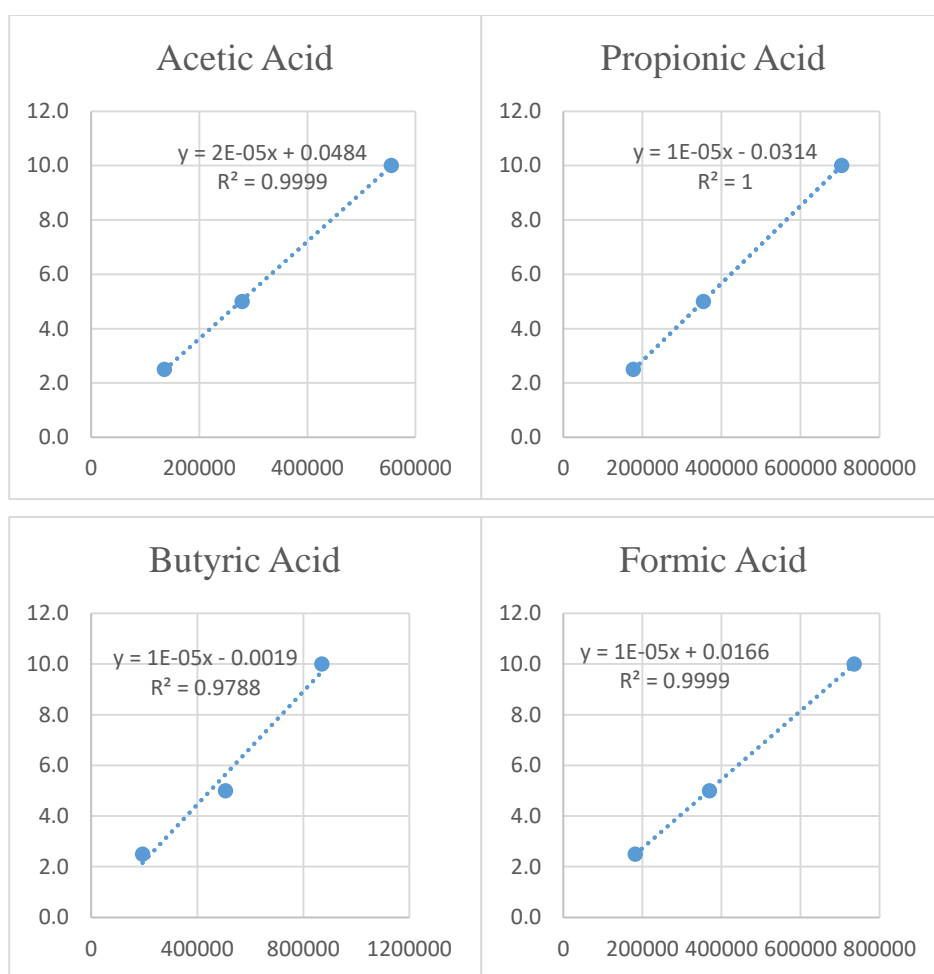 Acetic Acid
12.0
10.0
8.0
6.0
4.0
2.0
0.0
y = 2E-05x + 0.0484
R² = 0.9999
0 200000 400000 600000
Propionic Acid
12.0
10.0
8.0
6.0
4.0
2.0
0.0
y = 1E-05x - 0.0314
R² = 1
0 200000 400000 600000 800000
Butyric Acid
12.0
10.0
8.0
6.0
4.0
2.0
0.0
y = 1E-05x - 0.0019
R² = 0.9788
0 400000 800000 1200000
Formic Acid
12.0
10.0
8.0
6.0
4.0
2.0
0.0
y = 1E-05x + 0.0166
R² = 0.9999
0 200000 400000 600000 800000